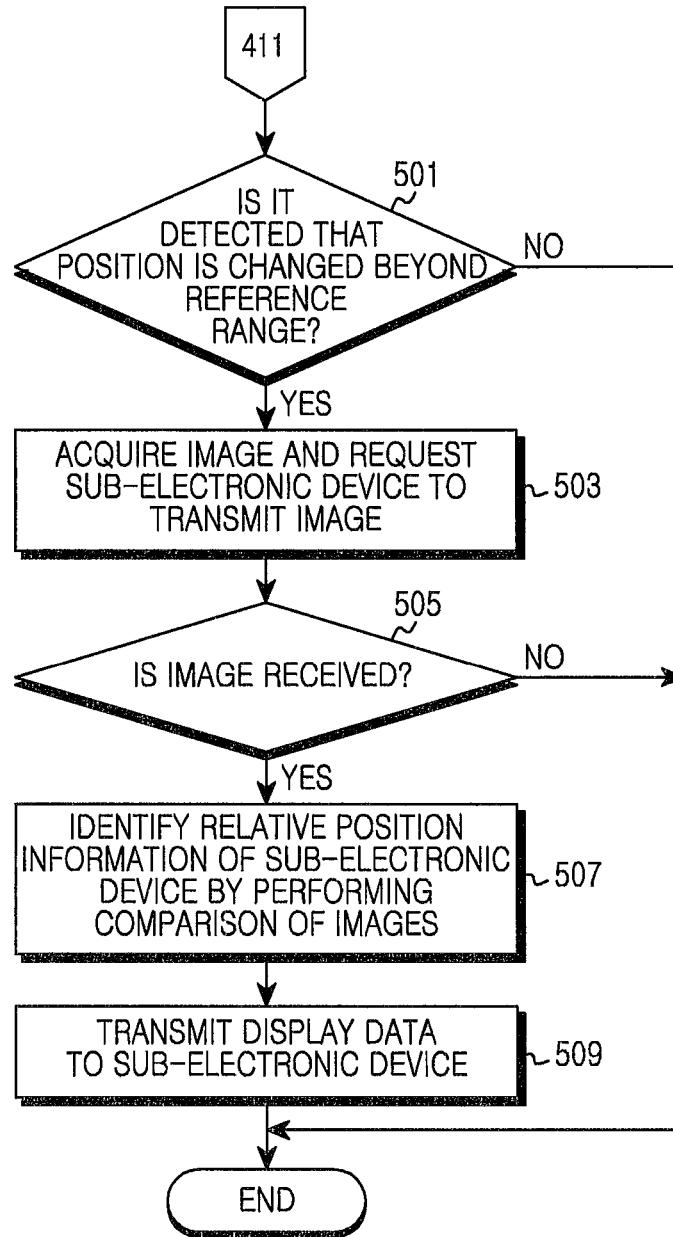 411
501
IS IT
DETECTED THAT
POSITION IS CHANGED BEYOND
REFERENCE
RANGE?
NO
YES
ACQUIRE IMAGE AND REQUEST
SUB-ELECTRONIC DEVICE TO
TRANSMIT IMAGE
503
505
IS IMAGE RECEIVED?
NO
YES
IDENTIFY RELATIVE POSITION
INFORMATION OF SUB-ELECTRONIC
DEVICE BY PERFORMING
COMPARISON OF IMAGES
507
TRANSMIT DISPLAY DATA
TO SUB-ELECTRONIC DEVICE
509
END